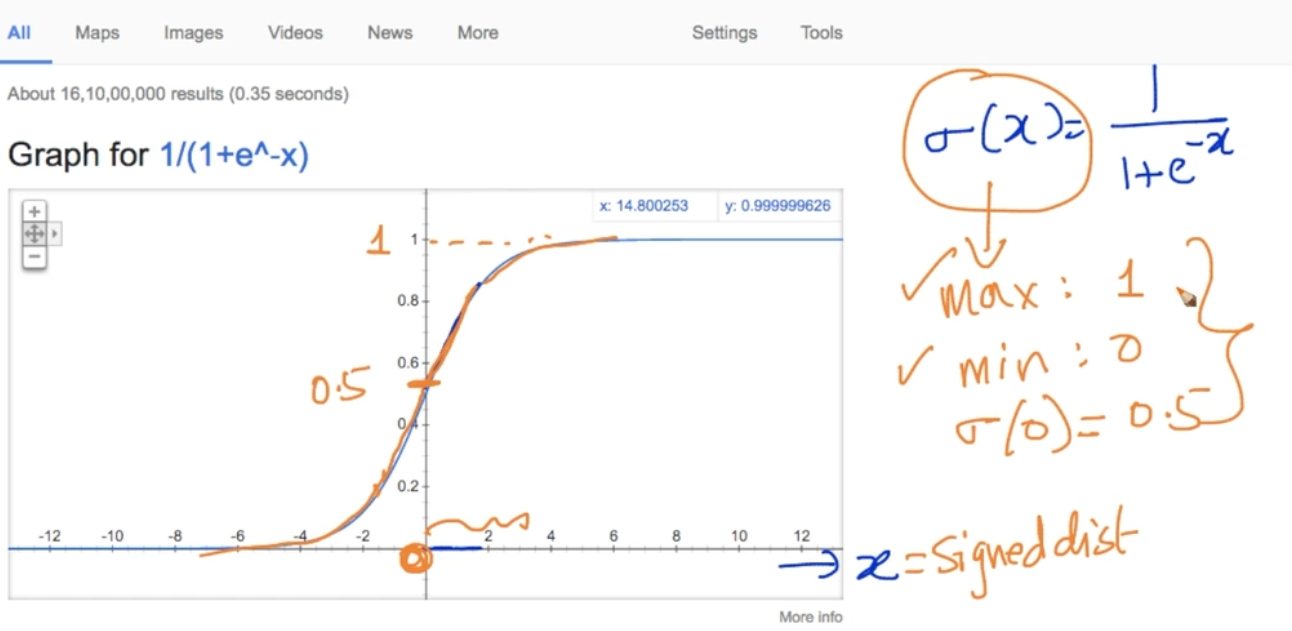 All Maps Images Videos News More Settings Tools
About 16,10,00,000 results (0.35 seconds)
Graph for 1/(1+e^-x)
x: 14.800253 y: 0.999999626
1
1
0.8
0.6
0.5
0.4
0.2
-12 -10 -8 -6 -4 -2 2 4 6 8 10 12
0
x = Signed dist
More info
σ(x) = 1 / 1+e^-x
max : 1
min : 0
σ(0) = 0.5